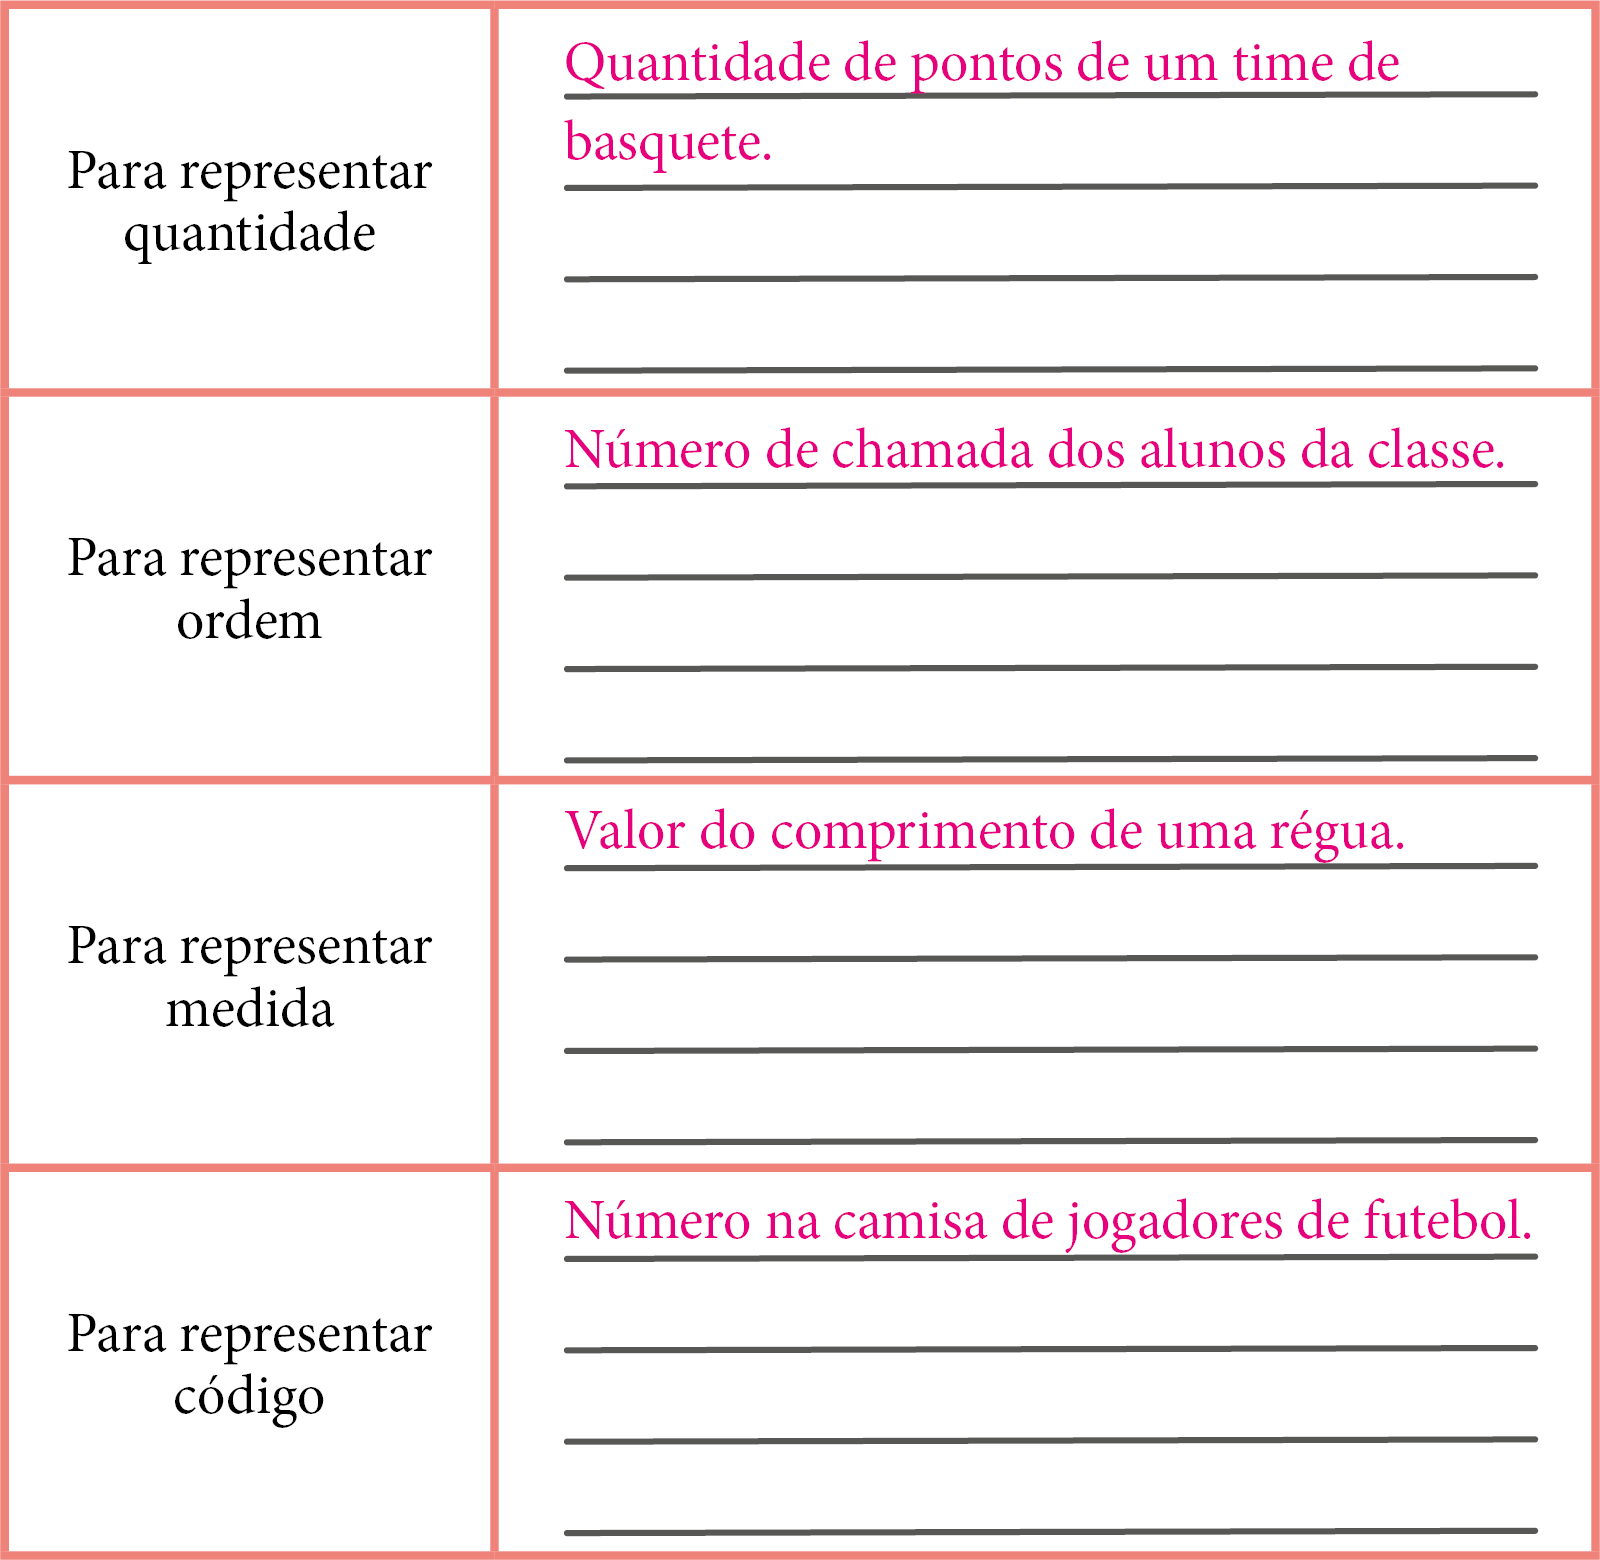 Para representar
quantidade
Quantidade de pontos de um time de
basquete.
Para representar
ordem
Número de chamada dos alunos da classe.
Para representar
medida
Valor do comprimento de uma régua.
Para representar
código
Número na camisa de jogadores de futebol.